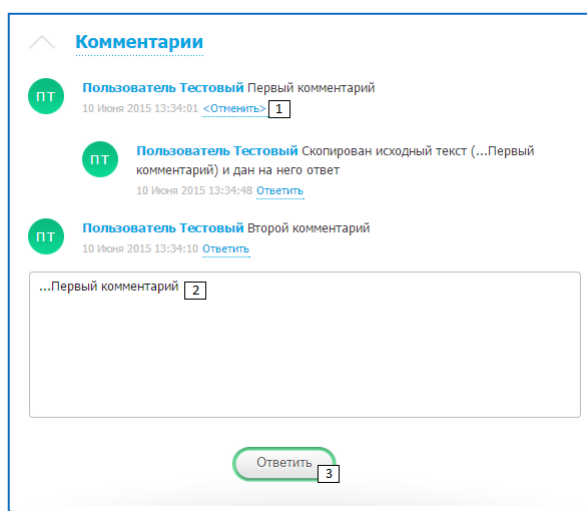 Комментарии
ПТ
Пользователь Тестовый Первый комментарий
10 Июня 2015 13:34:01 <Отменить> 1
ПТ
Пользователь Тестовый Скопирован исходный текст (...Первый
комментарий) и дан на него ответ
10 Июня 2015 13:34:48 Ответить
ПТ
Пользователь Тестовый Второй комментарий
10 Июня 2015 13:34:10 Ответить
...Первый комментарий 2
Ответить 3